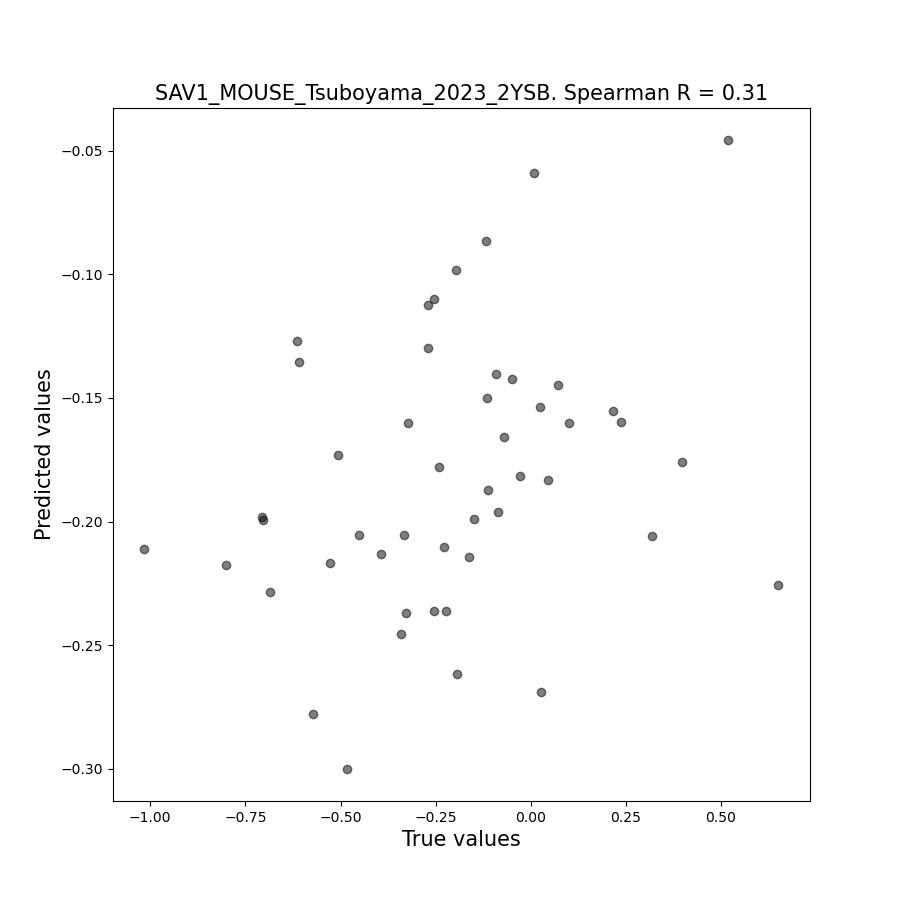 SAV1_MOUSE_Tsuboyama_2023_2YSB. Spearman R = 0.31
−0.05
−0.10
−0.15
−0.20
−0.25
−0.30
Predicted values
−1.00 −0.75 −0.50 −0.25 0.00 0.25 0.50
True values